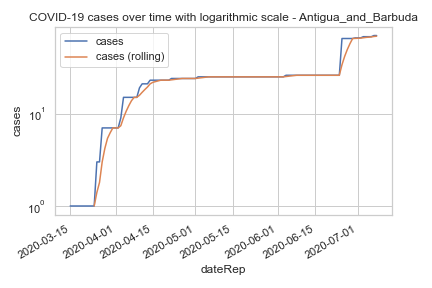 COVID-19 cases over time with logarithmic scale - Antigua_and_Barbuda
cases
cases (rolling)
cases
10¹
10⁰
2020-03-15
2020-04-01
2020-04-15
2020-05-01
2020-05-15
2020-06-01
2020-06-15
2020-07-01
dateRep